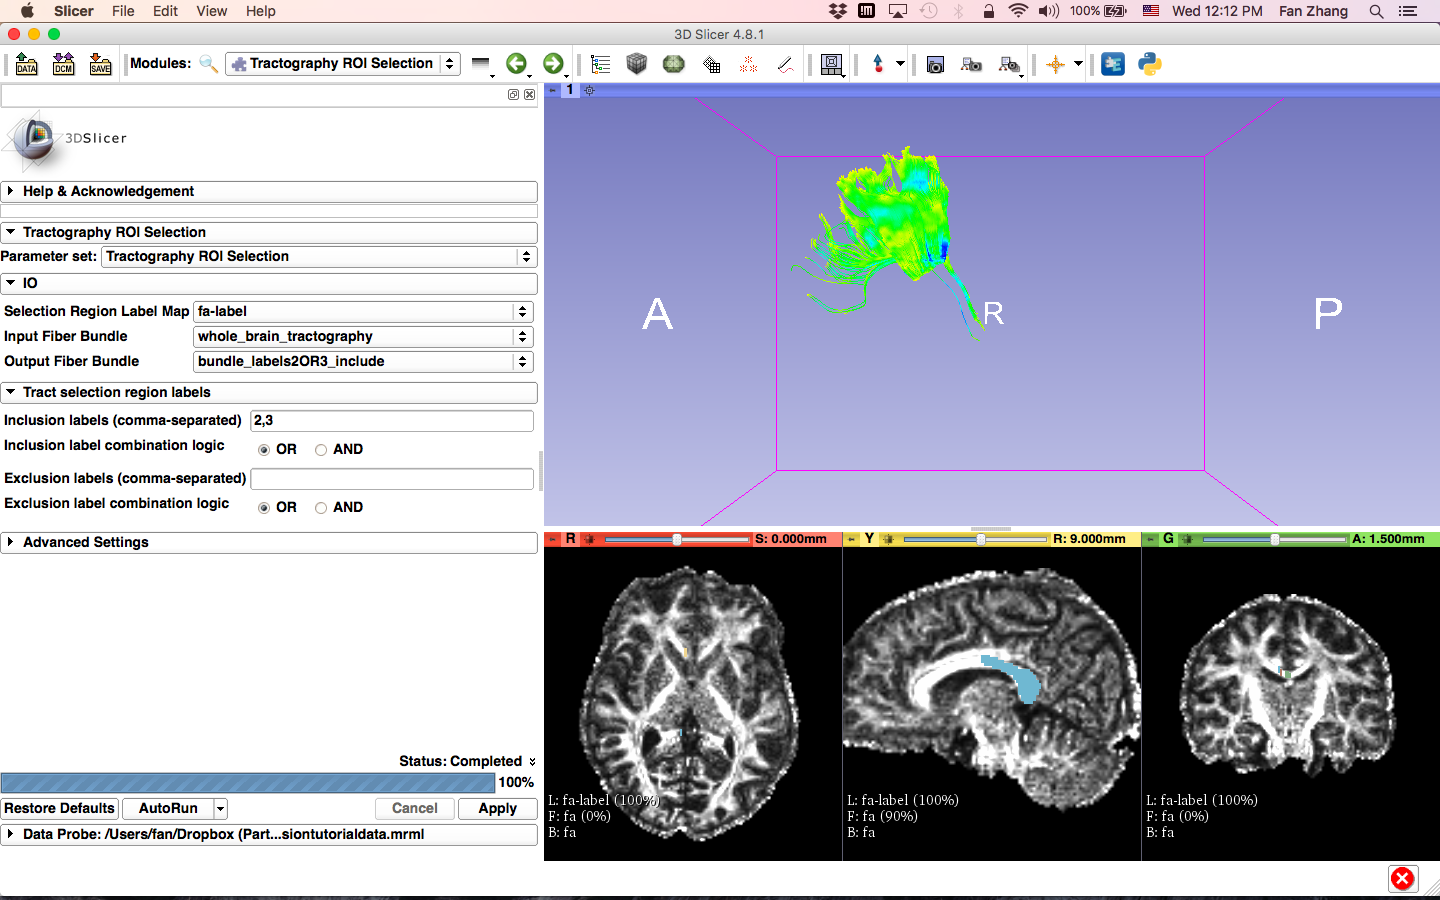 Slicer File Edit View Help 100% Wed 12:12 PM Fan Zhang
3D Slicer 4.8.1
DATA DCM SAVE Modules: Tractography ROI Selection
1
3DSlicer
Help & Acknowledgement
Tractography ROI Selection
Parameter set: Tractography ROI Selection
IO
Selection Region Label Map fa-label
Input Fiber Bundle whole_brain_tractography
Output Fiber Bundle bundle_labels2OR3_include
Tract selection region labels
Inclusion labels (comma-separated) 2,3
Inclusion label combination logic OR AND
Exclusion labels (comma-separated)
Exclusion label combination logic OR AND
Advanced Settings
Status: Completed
100%
Restore Defaults AutoRun Cancel Apply
Data Probe: /Users/fan/Dropbox (Part...siontutorialdata.mrml
A R P
R S: 0.000mm
L: fa-label (100%)
F: fa (0%)
B: fa
Y R: 9.000mm
L: fa-label (100%)
F: fa (90%)
B: fa
G A: 1.500mm
L: fa-label (100%)
F: fa (0%)
B: fa